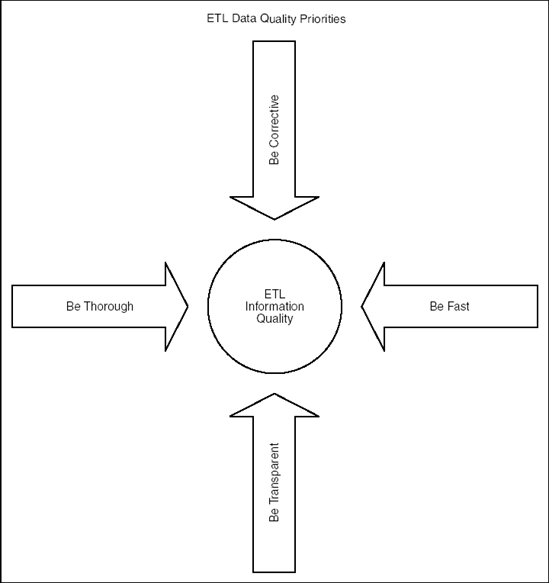 ETL Data Quality Priorities
Be Corrective
Be Thorough
ETL
Information
Quality
Be Fast
Be Transparent